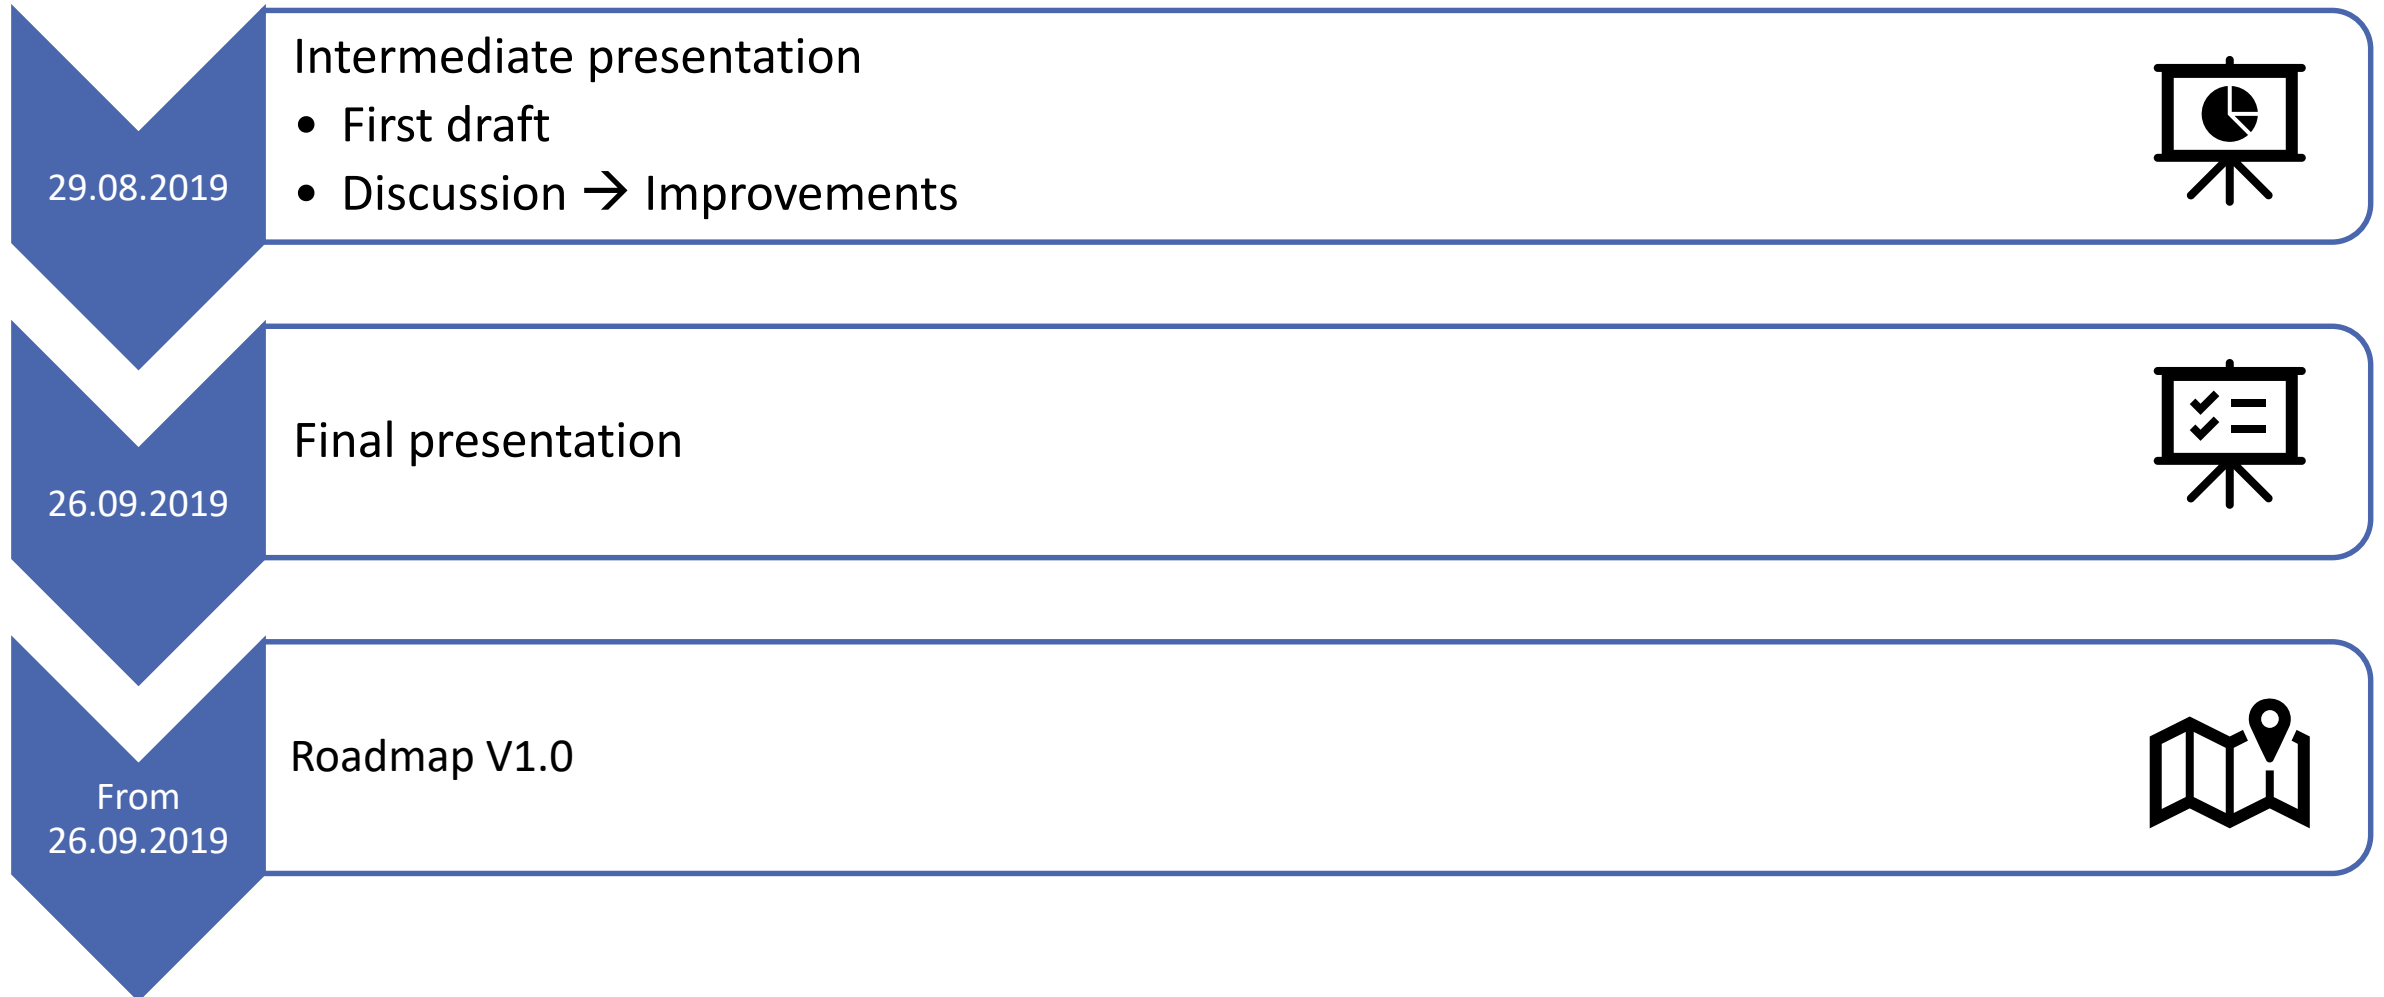 29.08.2019
Intermediate presentation
• First draft
• Discussion → Improvements
26.09.2019
Final presentation
From
26.09.2019
Roadmap V1.0